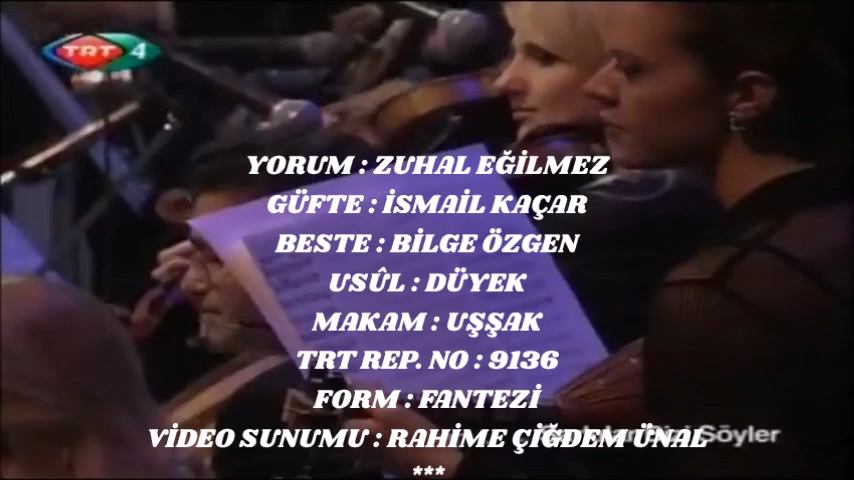 TRT 4
YORUM : ZUHAL EĞİLMEZ
GÜFTE : İSMAİL KAÇAR
BESTE : BİLGE ÖZGEN
USÛL : DÜYEK
MAKAM : UŞŞAK
TRT REP. NO : 9136
FORM : FANTEZİ
VİDEO SUNUMU : RAHİME ÇİĞDEM ÜNAL
Söyler
***